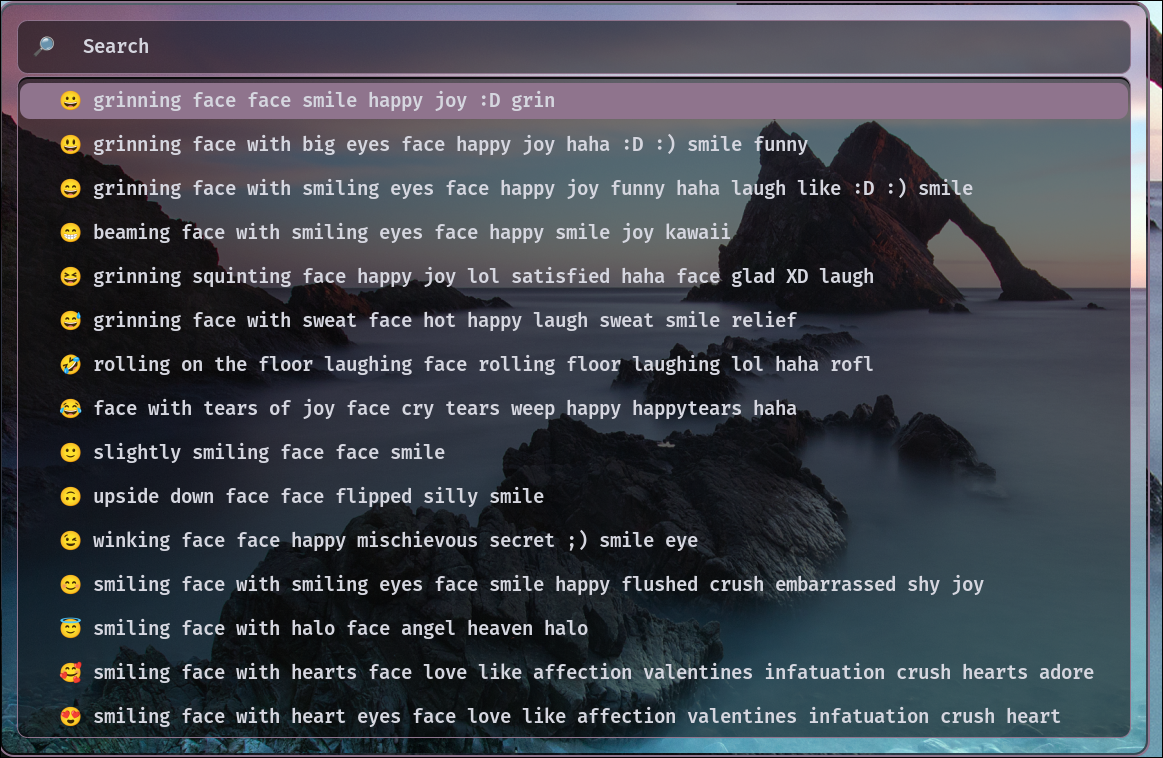 🔎 Search
😀 grinning face face smile happy joy :D grin
😃 grinning face with big eyes face happy joy haha :D :) smile funny
😄 grinning face with smiling eyes face happy joy funny haha laugh like :D :) smile
😁 beaming face with smiling eyes face happy smile joy kawaii
😆 grinning squinting face happy joy lol satisfied haha face glad XD laugh
😅 grinning face with sweat face hot happy laugh sweat smile relief
🤣 rolling on the floor laughing face rolling floor laughing lol haha rofl
😂 face with tears of joy face cry tears weep happy happytears haha
🙂 slightly smiling face face smile
🙃 upside down face face flipped silly smile
😉 winking face face happy mischievous secret ;) smile eye
😊 smiling face with smiling eyes face smile happy flushed crush embarrassed shy joy
😇 smiling face with halo face angel heaven halo
🥰 smiling face with hearts face love like affection valentines infatuation crush hearts adore
😍 smiling face with heart eyes face love like affection valentines infatuation crush heart